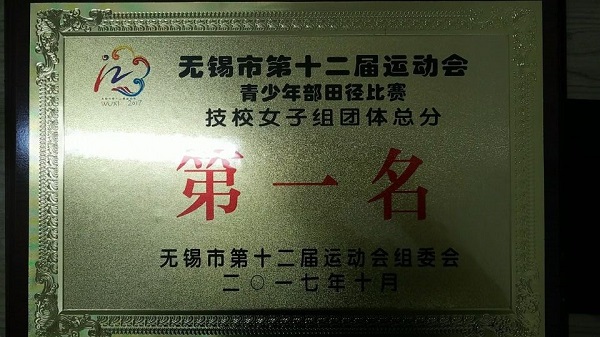 无锡市第十二届运动会
青少年部田径比赛
技校女子组团体总分
WUXI 2017
第一名
无锡市第十二届运动会组委会
二〇一七年十月